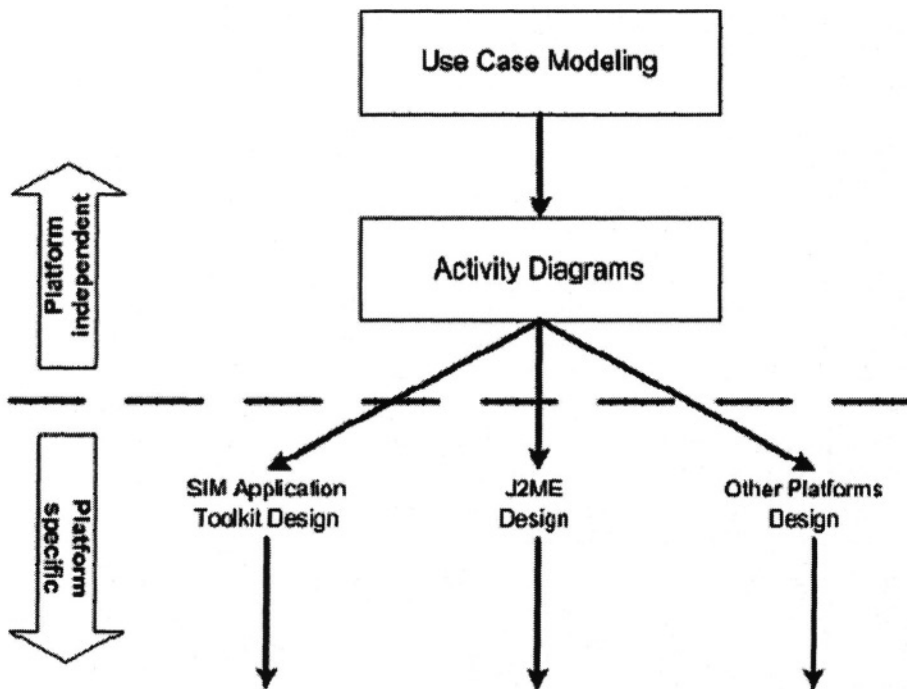 Use Case Modeling
Platform
independent
Activity Diagrams
SIM Application
Toolkit Design
J2ME
Design
Other Platforms
Design
Platform
specific